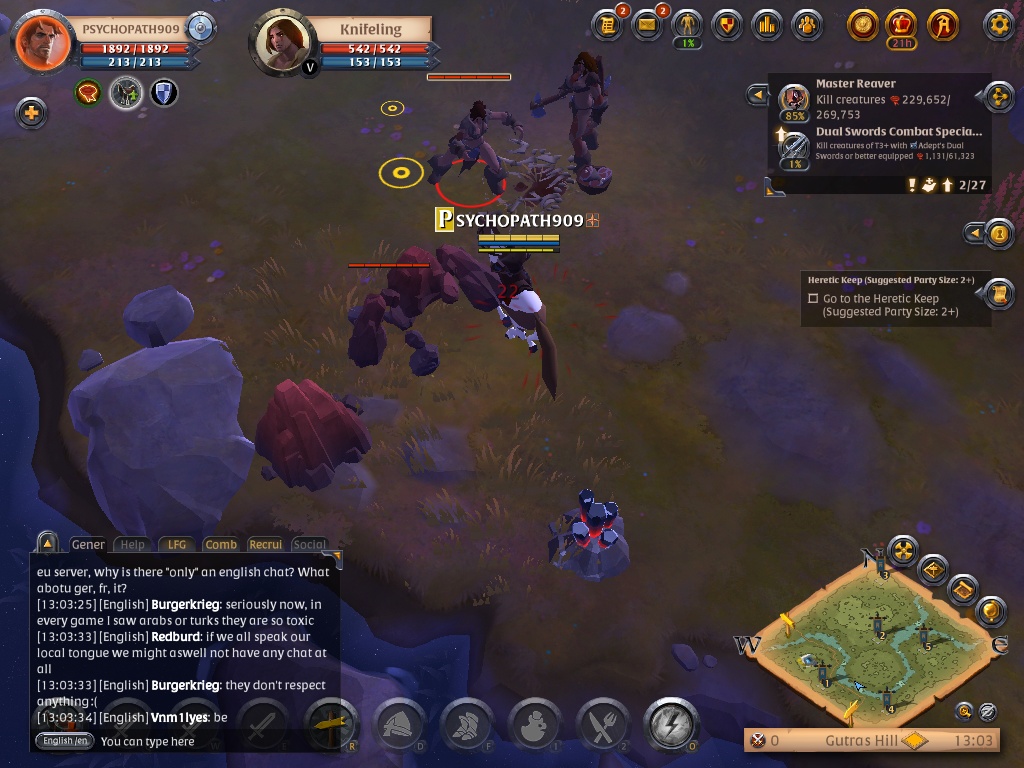 PSYCHOPATH909
1892 / 1892
213 / 213
Knifeling
542 / 542
153 / 153
V
2
2
1%
21h
Master Reaver
Kill creatures 229,652/
269,753
85%
Dual Swords Combat Specia...
Kill creatures of T3+ with Adept's Dual
Swords or better equipped 1,131/61,323
1%
2/27
PSYCHOPATH909
22
Heretic Keep (Suggested Party Size: 2+)
Go to the Heretic Keep
(Suggested Party Size: 2+)
Gener Help LFG Comb Recrui Social
eu server, why is there "only" an english chat? What
abotu ger, fr, it?
[13:03:25] [English] Burgerkrieg: seriously now, in
every game I saw arabs or turks they are so toxic
[13:03:33] [English] Redburd: if we all speak our
local tongue we might aswell not have any chat at
all
[13:03:33] [English] Burgerkrieg: they don't respect
anything:(
[13:03:34] [English] Vnm1lyes: be
English /en You can type here
R D F 1 2 O
N
W
E
3
2
5
1
4
0 Gutras Hill 13:03